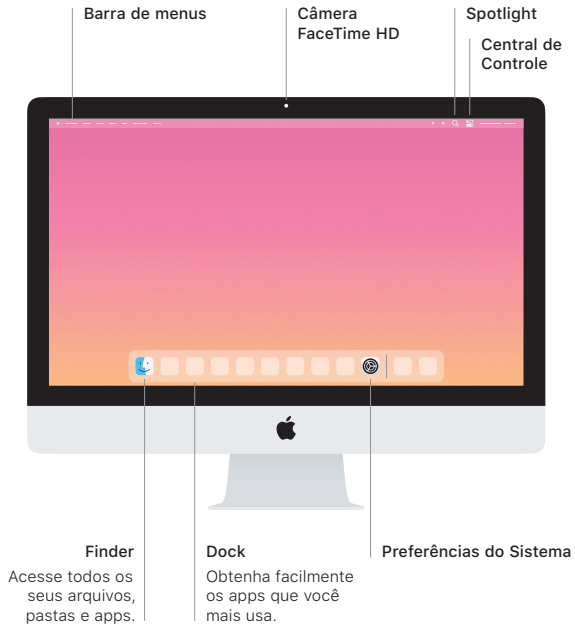 Barra de menus
Câmera
FaceTime HD
Spotlight
Central de
Controle
Finder
Acesse todos os
seus arquivos,
pastas e apps.
Dock
Obtenha facilmente
os apps que você
mais usa.
Preferências do Sistema